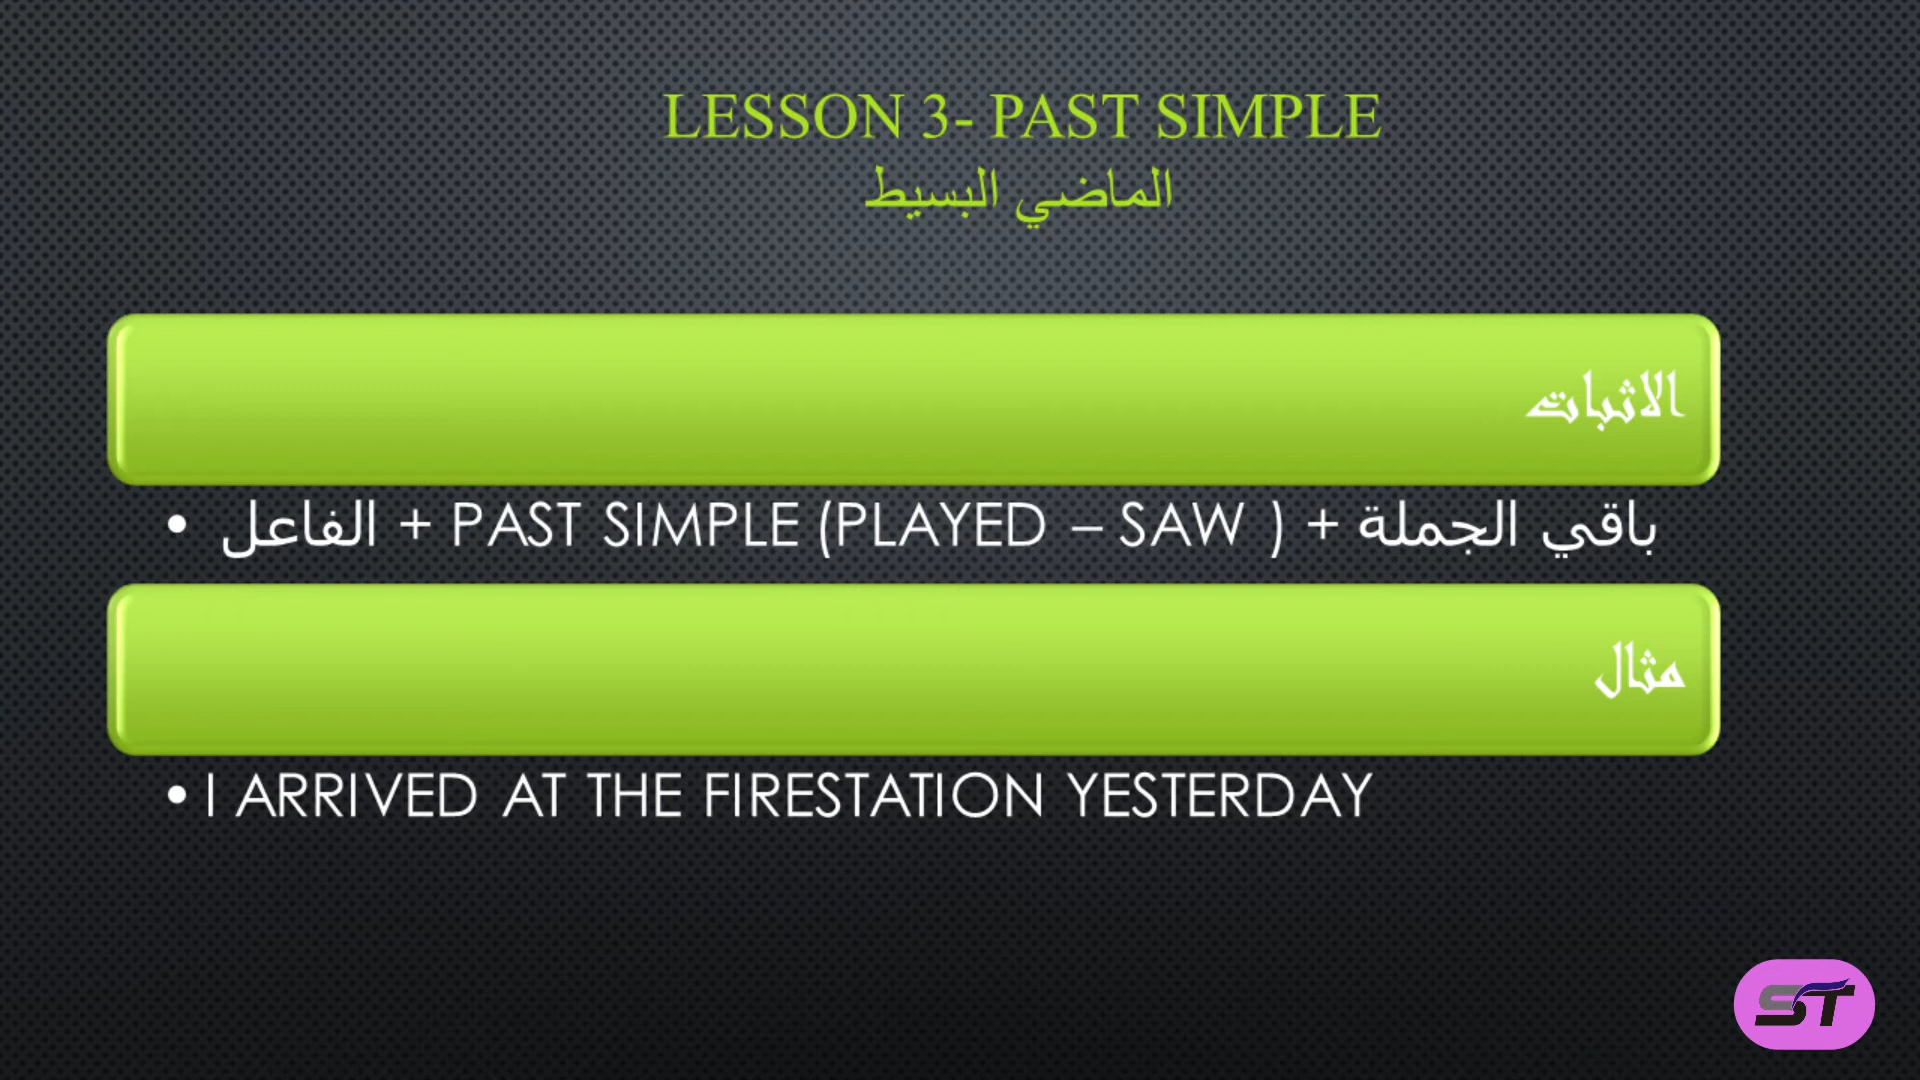 LESSON 3- PAST SIMPLE
الماضي البسيط
الاثبات
• الفاعل + PAST SIMPLE (PLAYED – SAW ) + باقي الجملة
مثال
• I ARRIVED AT THE FIRESTATION YESTERDAY
ST